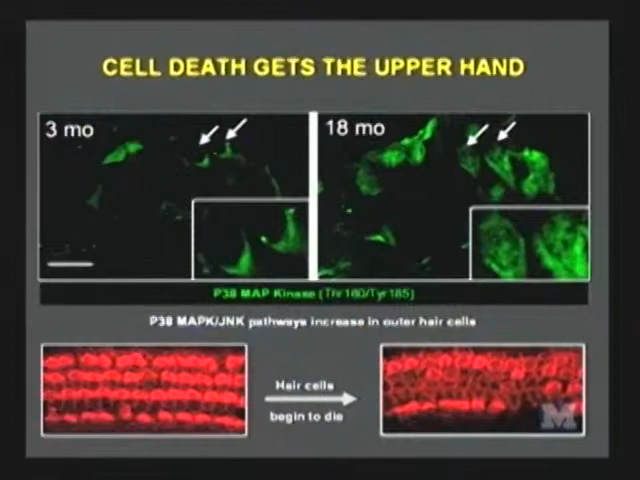 CELL DEATH GETS THE UPPER HAND
3 mo
18 mo
P38 MAP Kinase (Thr180/Tyr185)
P38 MAPK/JNK pathways increase in outer hair cells
Hair cells
begin to die
M